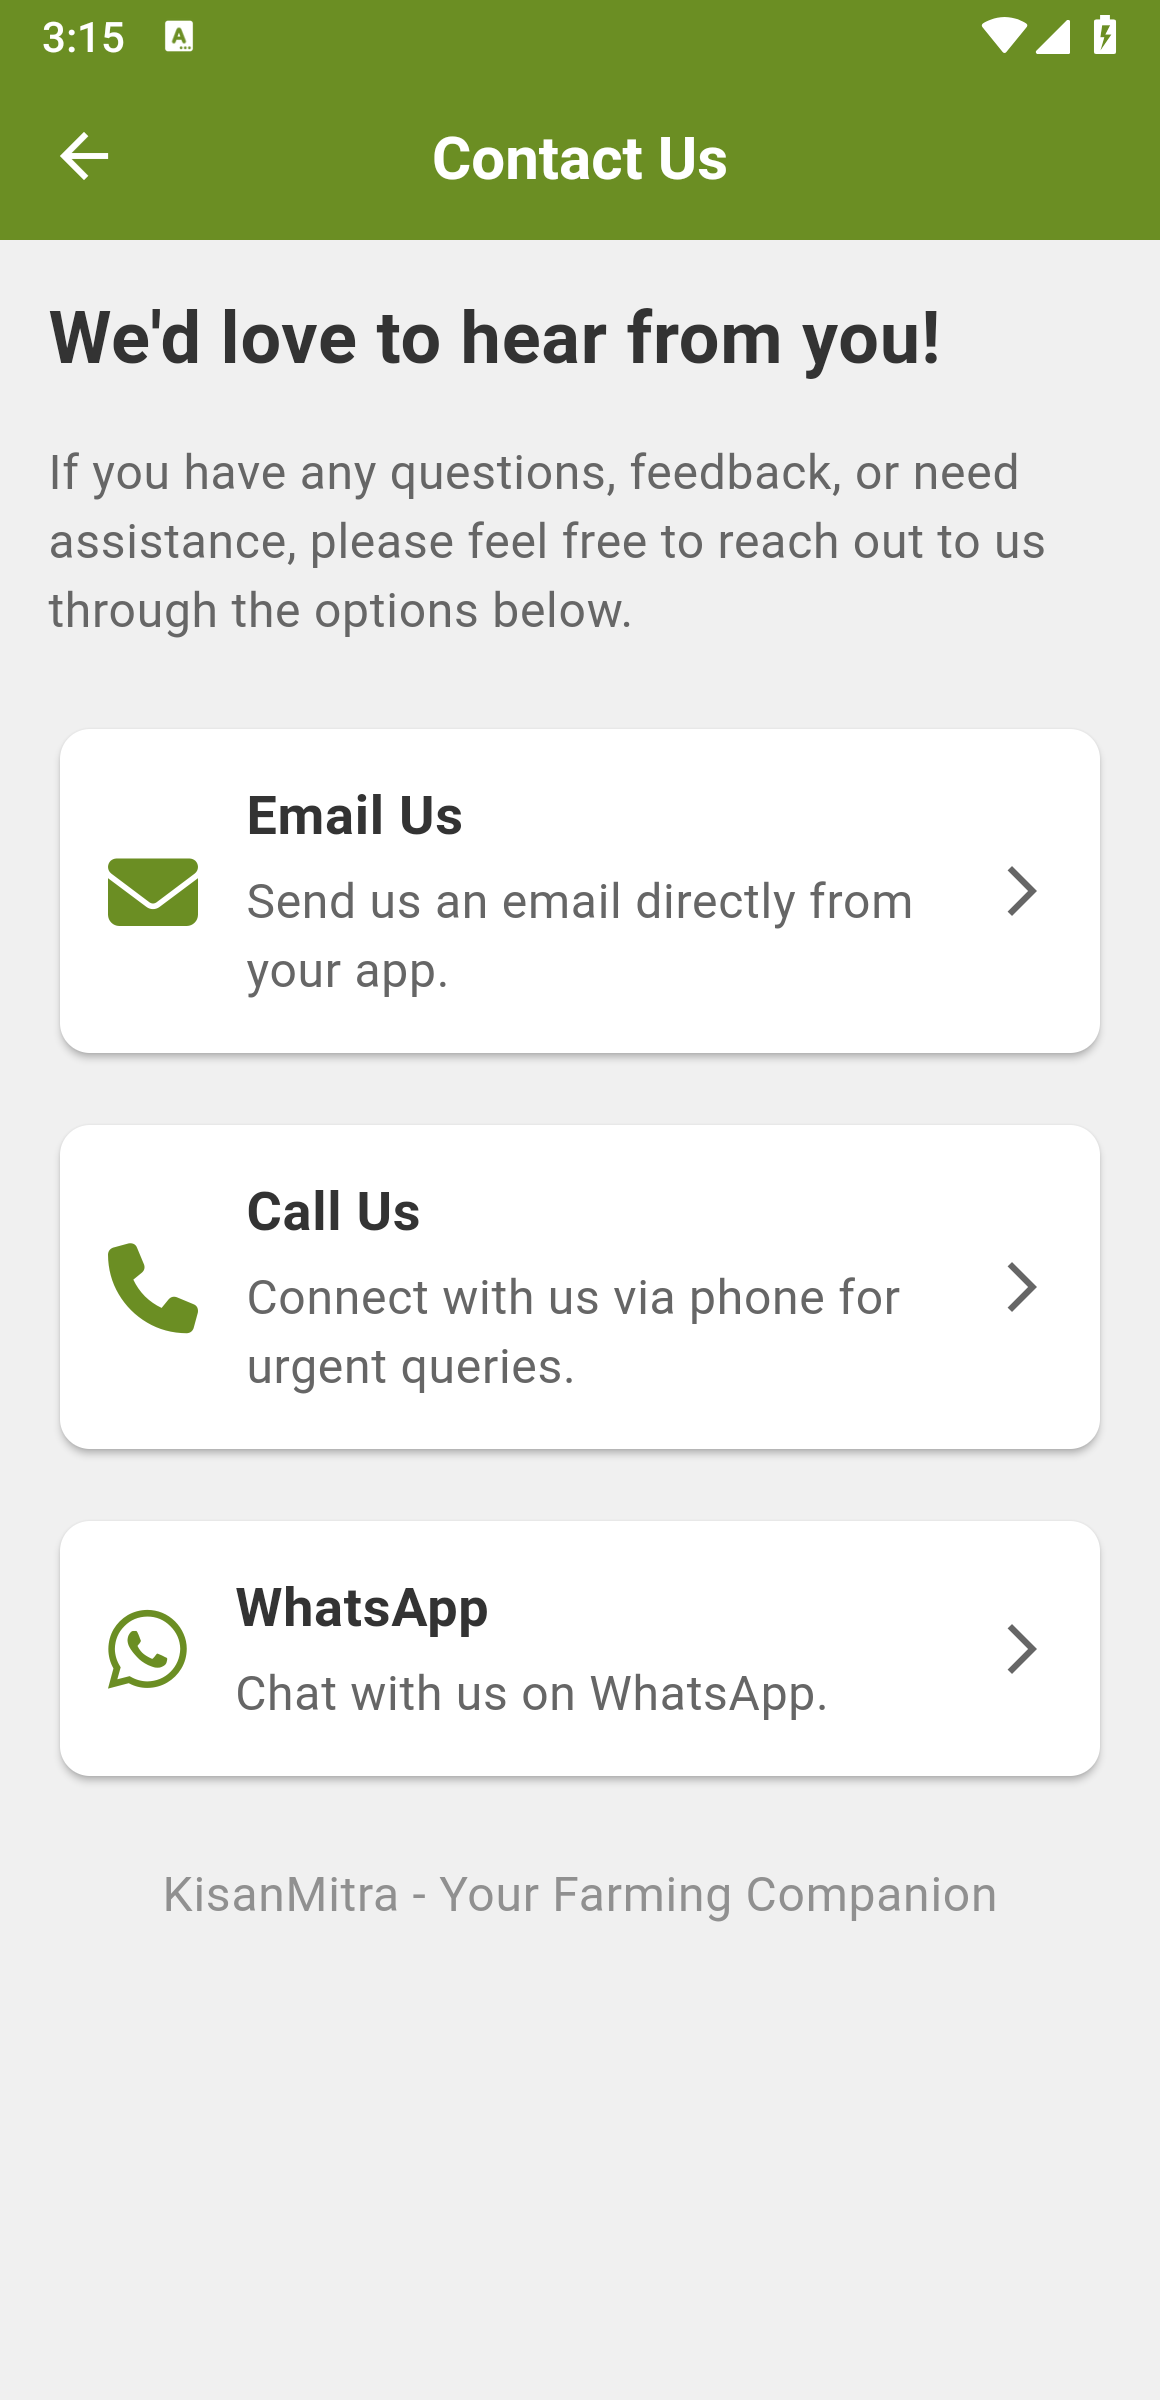 3:15
Contact Us
We'd love to hear from you!
If you have any questions, feedback, or need
assistance, please feel free to reach out to us
through the options below.
Email Us
Send us an email directly from
your app.
Call Us
Connect with us via phone for
urgent queries.
WhatsApp
Chat with us on WhatsApp.
KisanMitra - Your Farming Companion